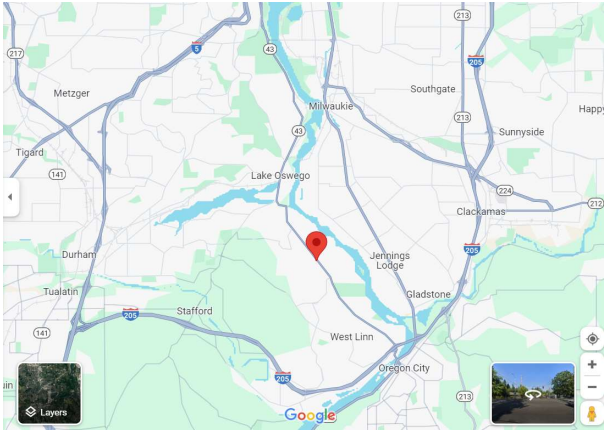 213
5
43
217
205
Southgate
Metzger
Milwaukie
213
Happy
43
Sunnyside
Tigard
141
Lake Oswego
224
212
Clackamas
205
Durham
Jennings
Lodge
Tualatin
Gladstone
205
Stafford
141
West Linn
Oregon City
205
uin
213
Layers
Google